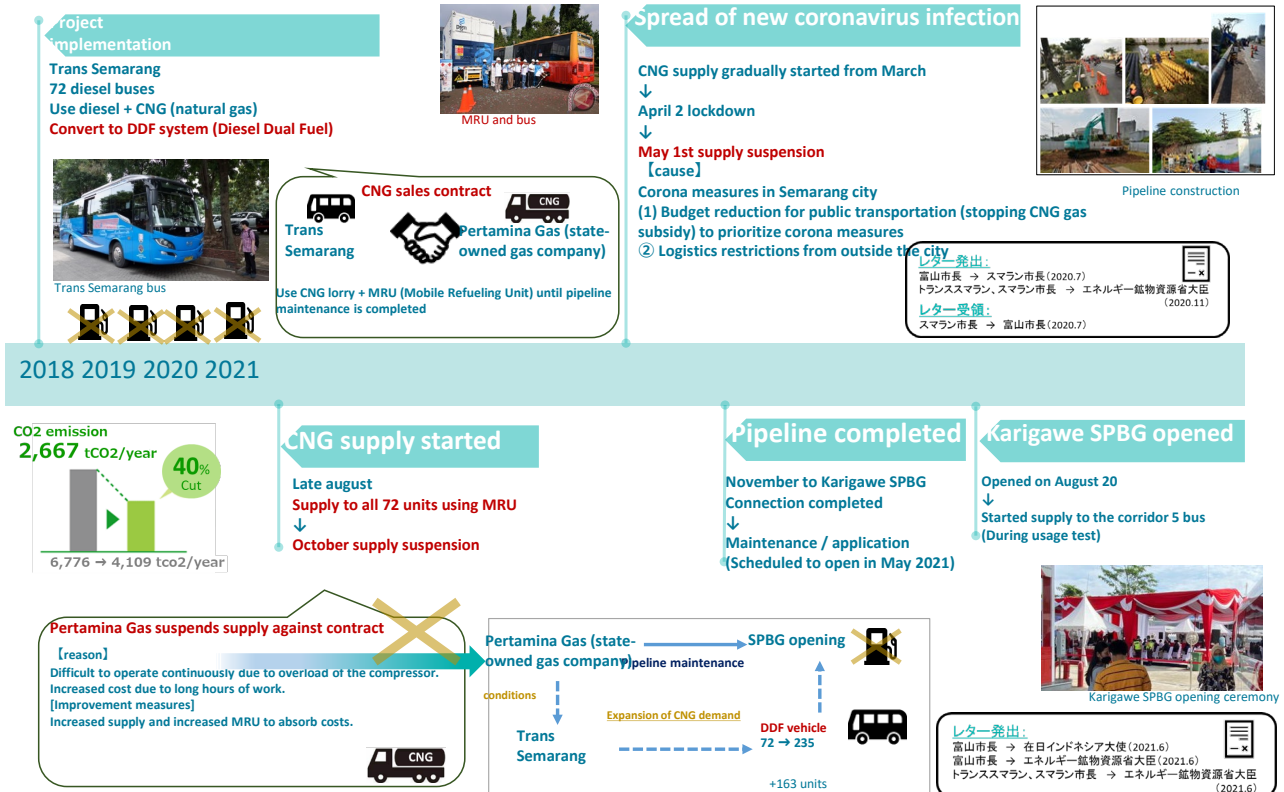 Project
implementation
Trans Semarang
72 diesel buses
Use diesel + CNG (natural gas)
Convert to DDF system (Diesel Dual Fuel)
MRU and bus
Trans Semarang bus
CNG sales contract
CNG
Trans
Semarang
Pertamina Gas (state-
owned gas company)
Use CNG lorry + MRU (Mobile Refueling Unit) until pipeline
maintenance is completed
Spread of new coronavirus infection
CNG supply gradually started from March
↓
April 2 lockdown
↓
May 1st supply suspension
【cause】
Corona measures in Semarang city
(1) Budget reduction for public transportation (stopping CNG gas
subsidy) to prioritize corona measures
② Logistics restrictions from outside the city
Pipeline construction
レター発出：
富山市長 → スマラン市長（2020.7）
トランススマラン、スマラン市長 → エネルギー鉱物資源省大臣
（2020.11）
レター受領：
スマラン市長 → 富山市長（2020.7）
2018 2019 2020 2021
CO2 emission
2,667 tCO2/year
40%
Cut
6,776 → 4,109 tco2/year
CNG supply started
Late august
Supply to all 72 units using MRU
↓
October supply suspension
Pipeline completed
November to Karigawe SPBG
Connection completed
↓
Maintenance / application
(Scheduled to open in May 2021)
Karigawe SPBG opened
Opened on August 20
↓
Started supply to the corridor 5 bus
(During usage test)
Karigawe SPBG opening ceremony
Pertamina Gas suspends supply against contract
【reason】
Difficult to operate continuously due to overload of the compressor.
Increased cost due to long hours of work.
[Improvement measures]
Increased supply and increased MRU to absorb costs.
CNG
Pertamina Gas (state-
owned gas company)
Pipeline maintenance
SPBG opening
conditions
Expansion of CNG demand
Trans
Semarang
DDF vehicle
72 → 235
+163 units
レター発出：
富山市長 → 在日インドネシア大使（2021.6）
富山市長 → エネルギー鉱物資源省大臣（2021.6）
トランススマラン、スマラン市長 → エネルギー鉱物資源省大臣
（2021.6）